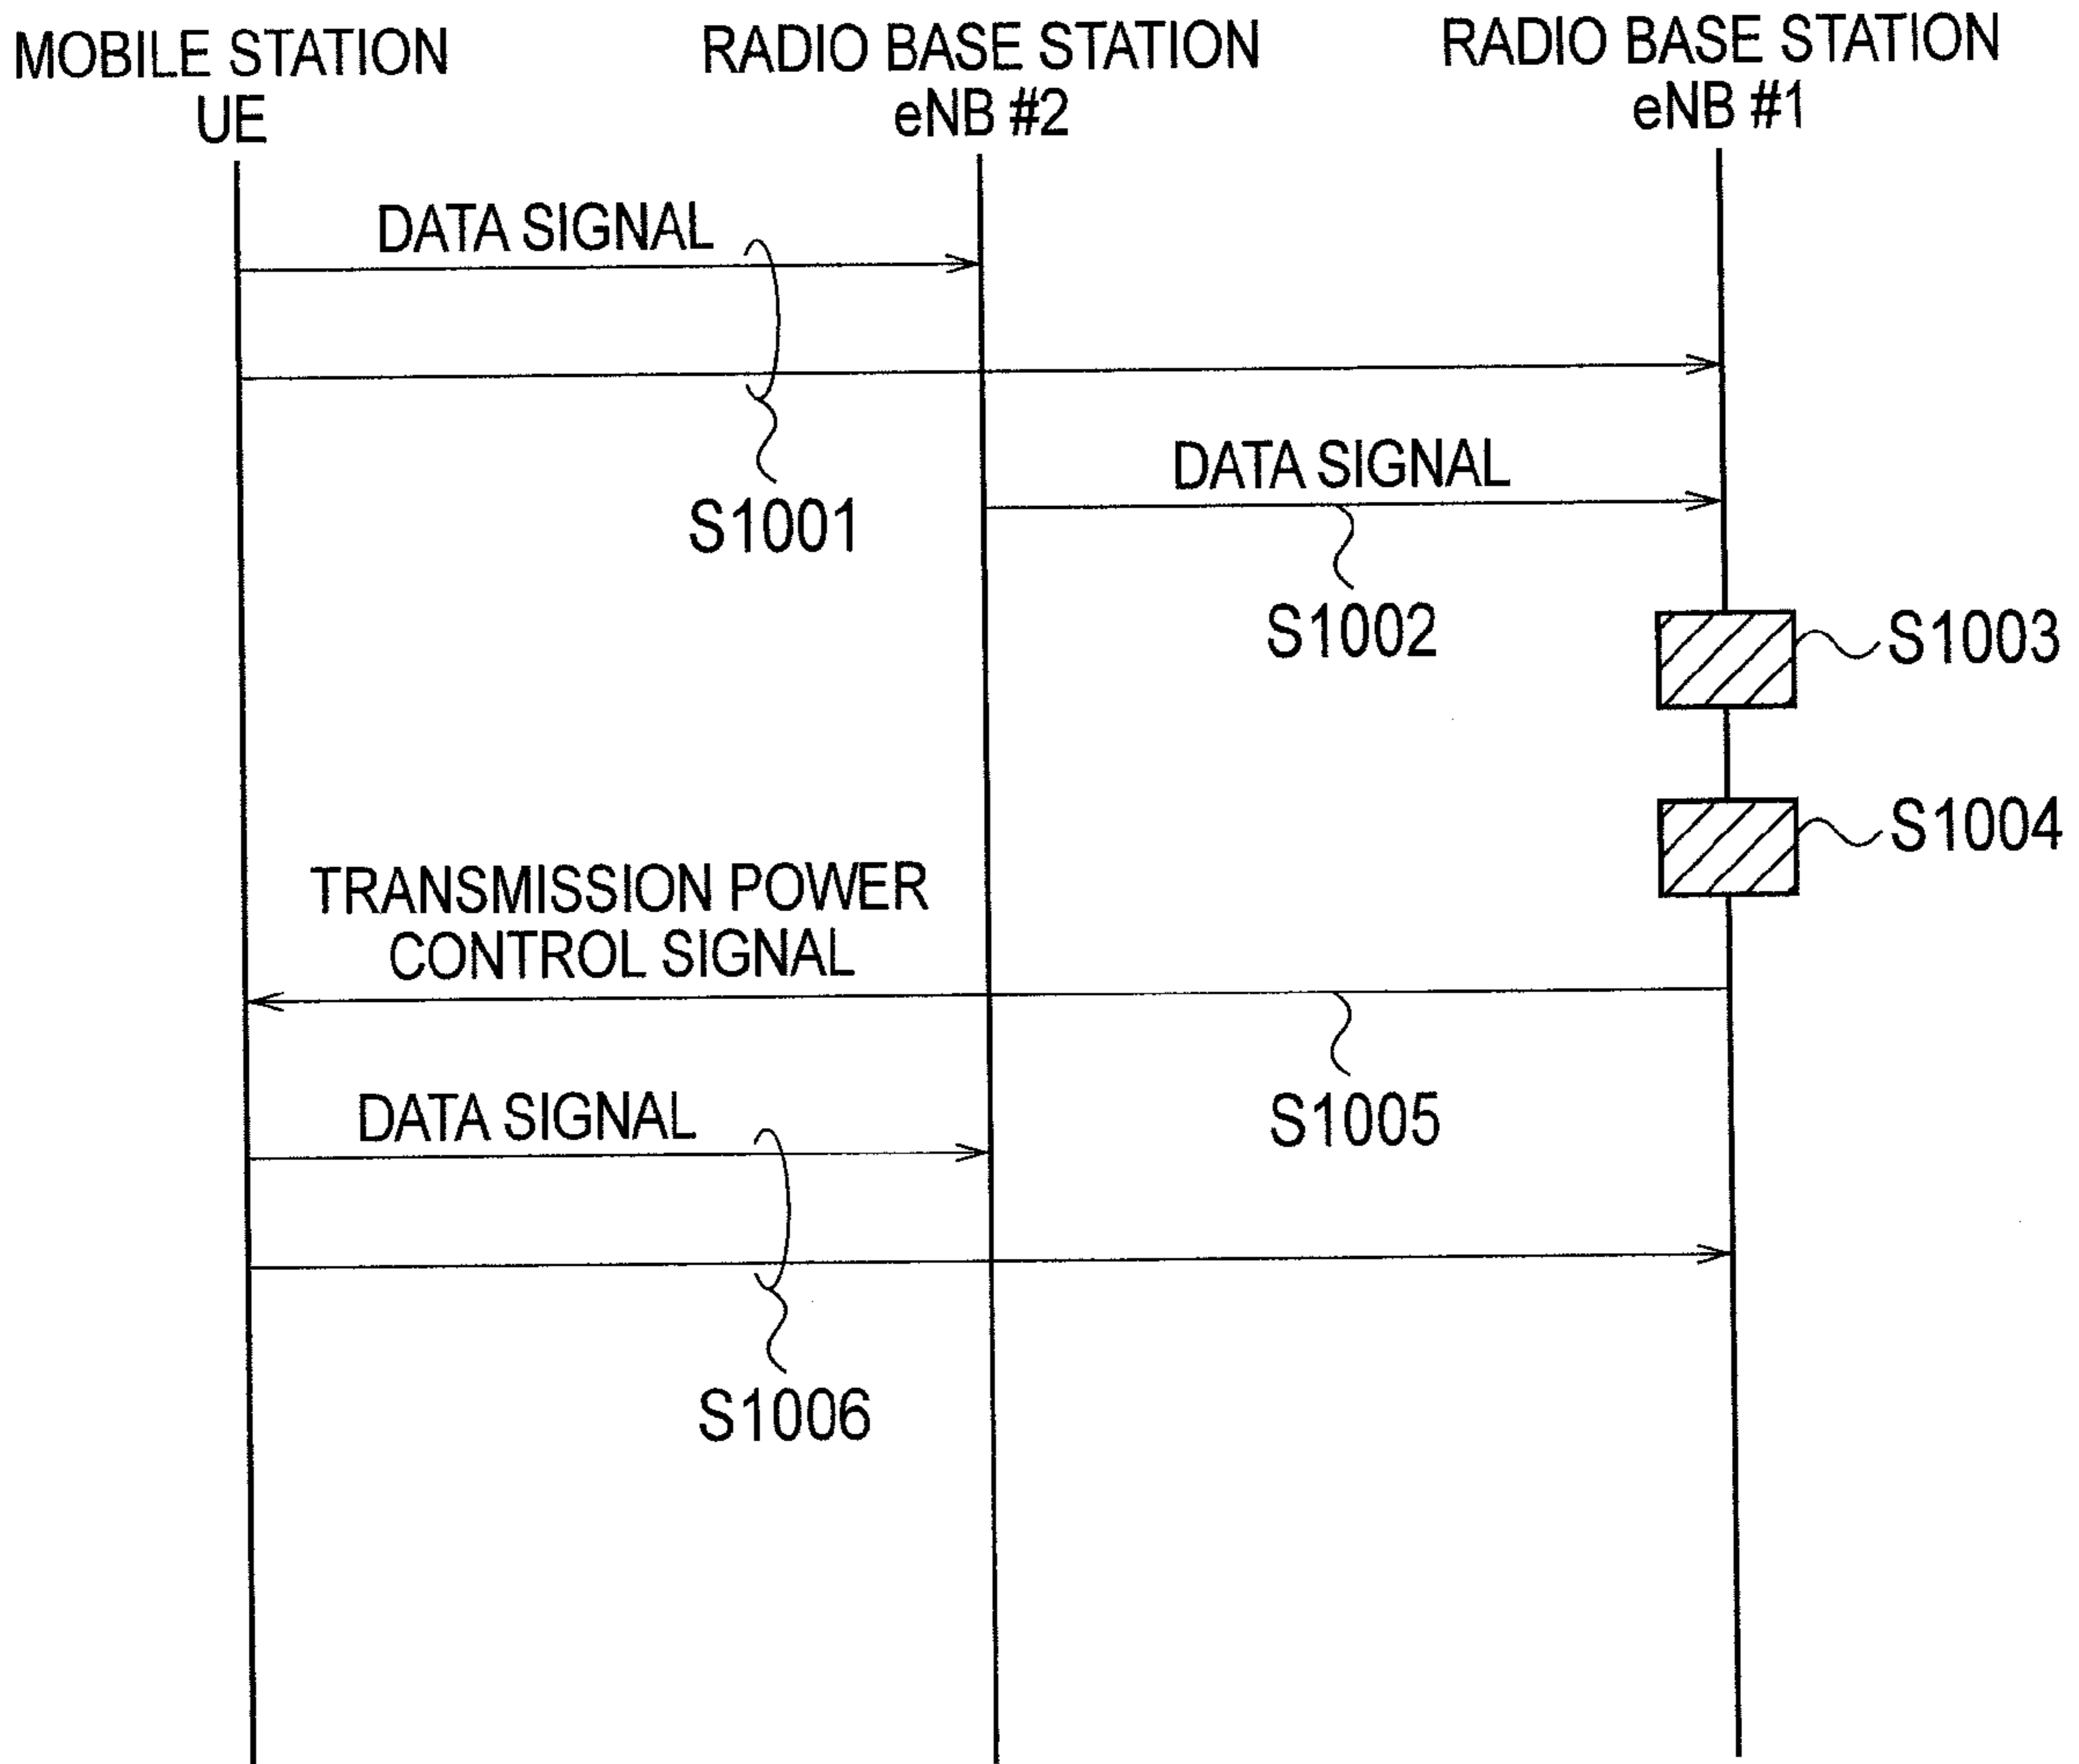 MOBILE STATION
UE
RADIO BASE STATION
eNB #2
RADIO BASE STATION
eNB #1
DATA SIGNAL
S1001
DATA SIGNAL
S1002
S1003
S1004
TRANSMISSION POWER
CONTROL SIGNAL
S1005
DATA SIGNAL
S1006